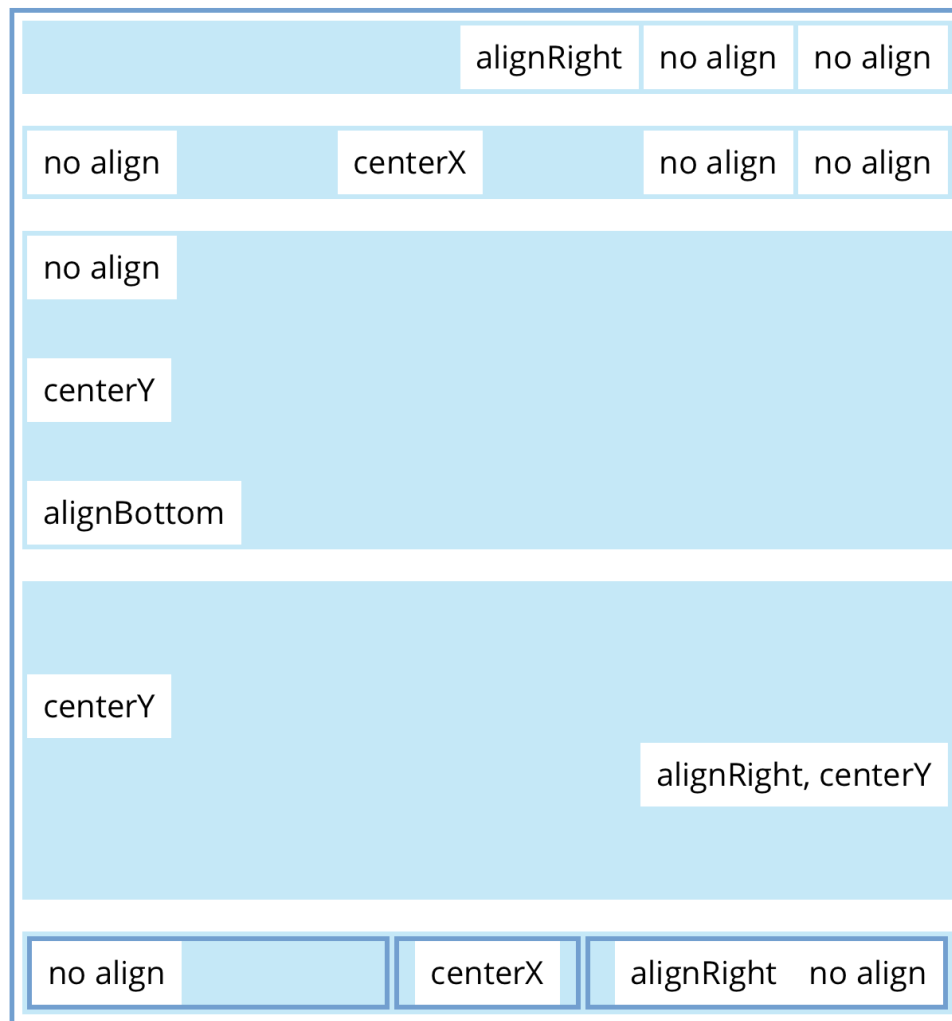 alignRight no align no align
no align centerX no align no align
no align
centerY
alignBottom
centerY
alignRight, centerY
no align centerX alignRight no align